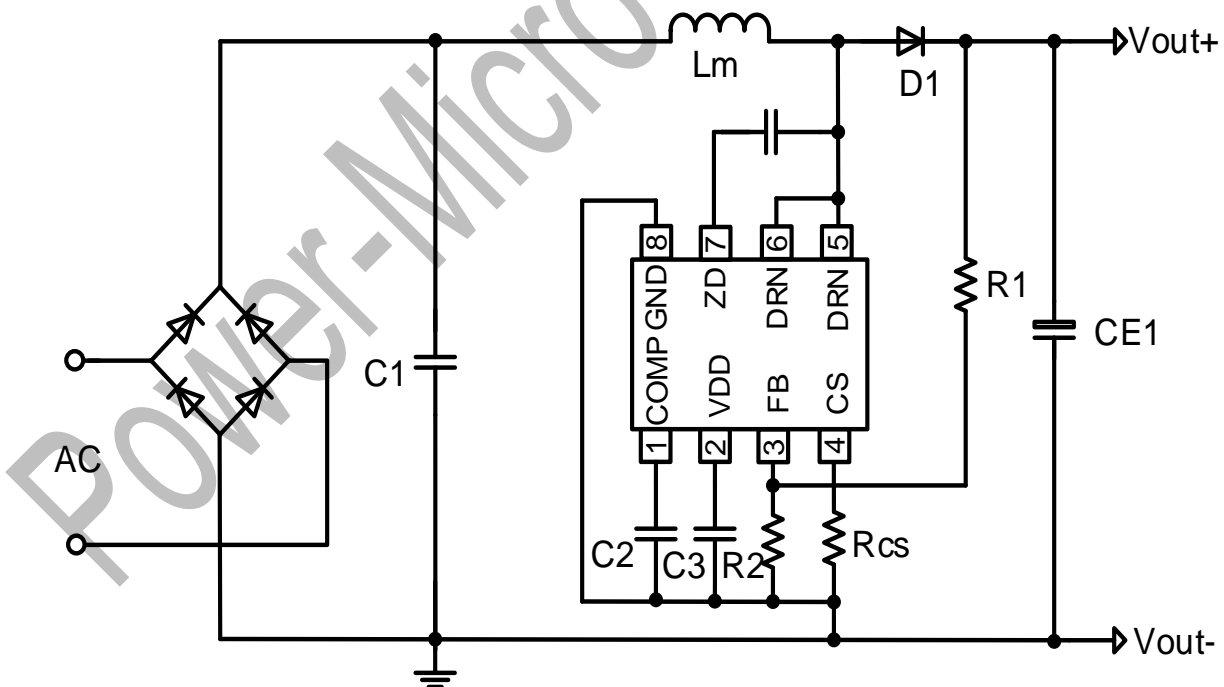 Power-Micro
Vout+
Lm
D1
8 7 6 5
GND ZD DRN DRN
R1
CE1
C1
COMP VDD FB CS
1 2 3 4
AC
C2 C3 R2 Rcs
Vout-